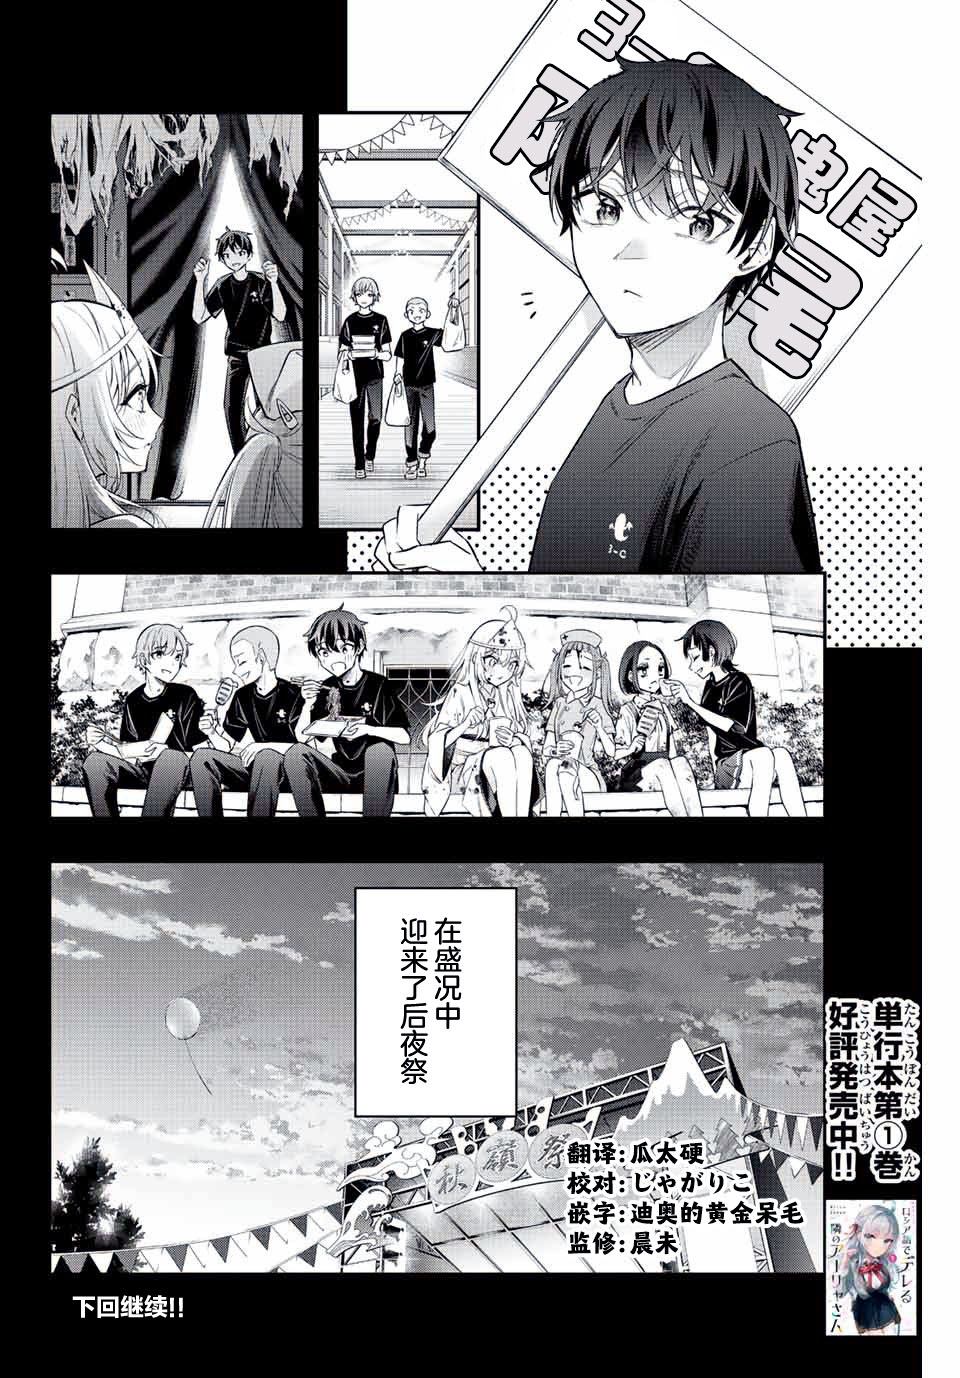 3-
鬼屋
呆毛
3-C
在盛况中
迎来了后夜祭
秋嶺祭
翻译:瓜太硬
校对:じゃがりこ
嵌字:迪奥的黄金呆毛
监修:晨未
下回继续!!
単行本第①巻
たんこうぼんだいかん
好評発売中!!
こうひょうはつばいちゅう
ロシア語でデレる
隣のアーリャさん